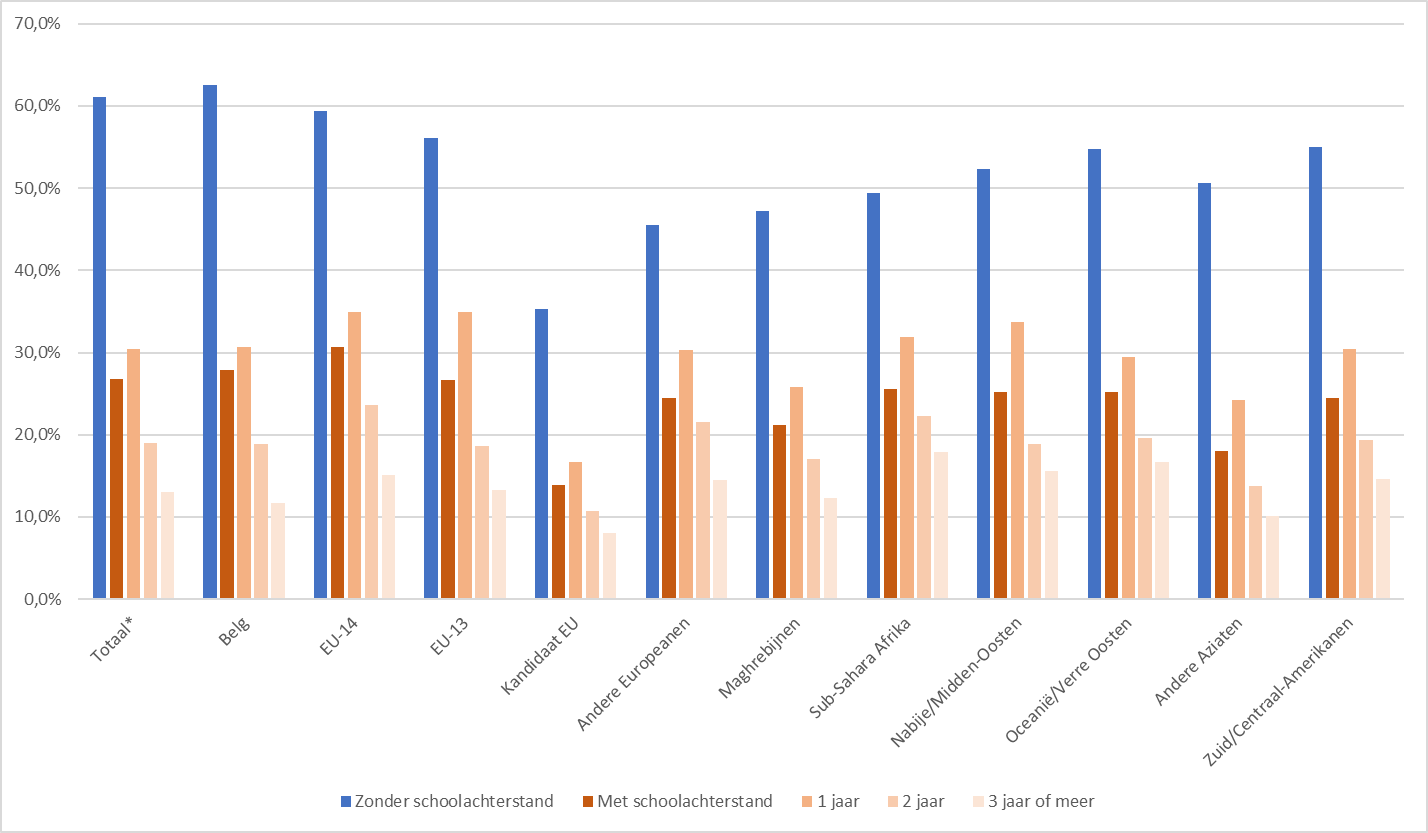 70,0%
60,0%
50,0%
40,0%
30,0%
20,0%
10,0%
0,0%
Totaal*
Belg
EU-14
EU-13
Kandidaat EU
Andere Europeanen
Maghrebijnen
Sub-Sahara Afrika
Nabije/Midden-Oosten
Oceanië/Verre Oosten
Andere Aziaten
Zuid/Centraal-Amerikanen
Zonder schoolachterstand
Met schoolachterstand
1 jaar
2 jaar
3 jaar of meer